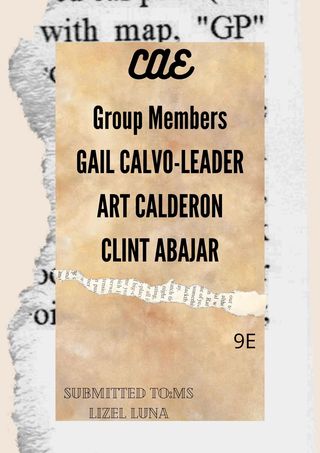 with map, "GP"
CAE
Group Members
GAIL CALVO-LEADER
ART CALDERON
CLINT ABAJAR
9E
SUBMITTED TO:MS
LIZEL LUNA